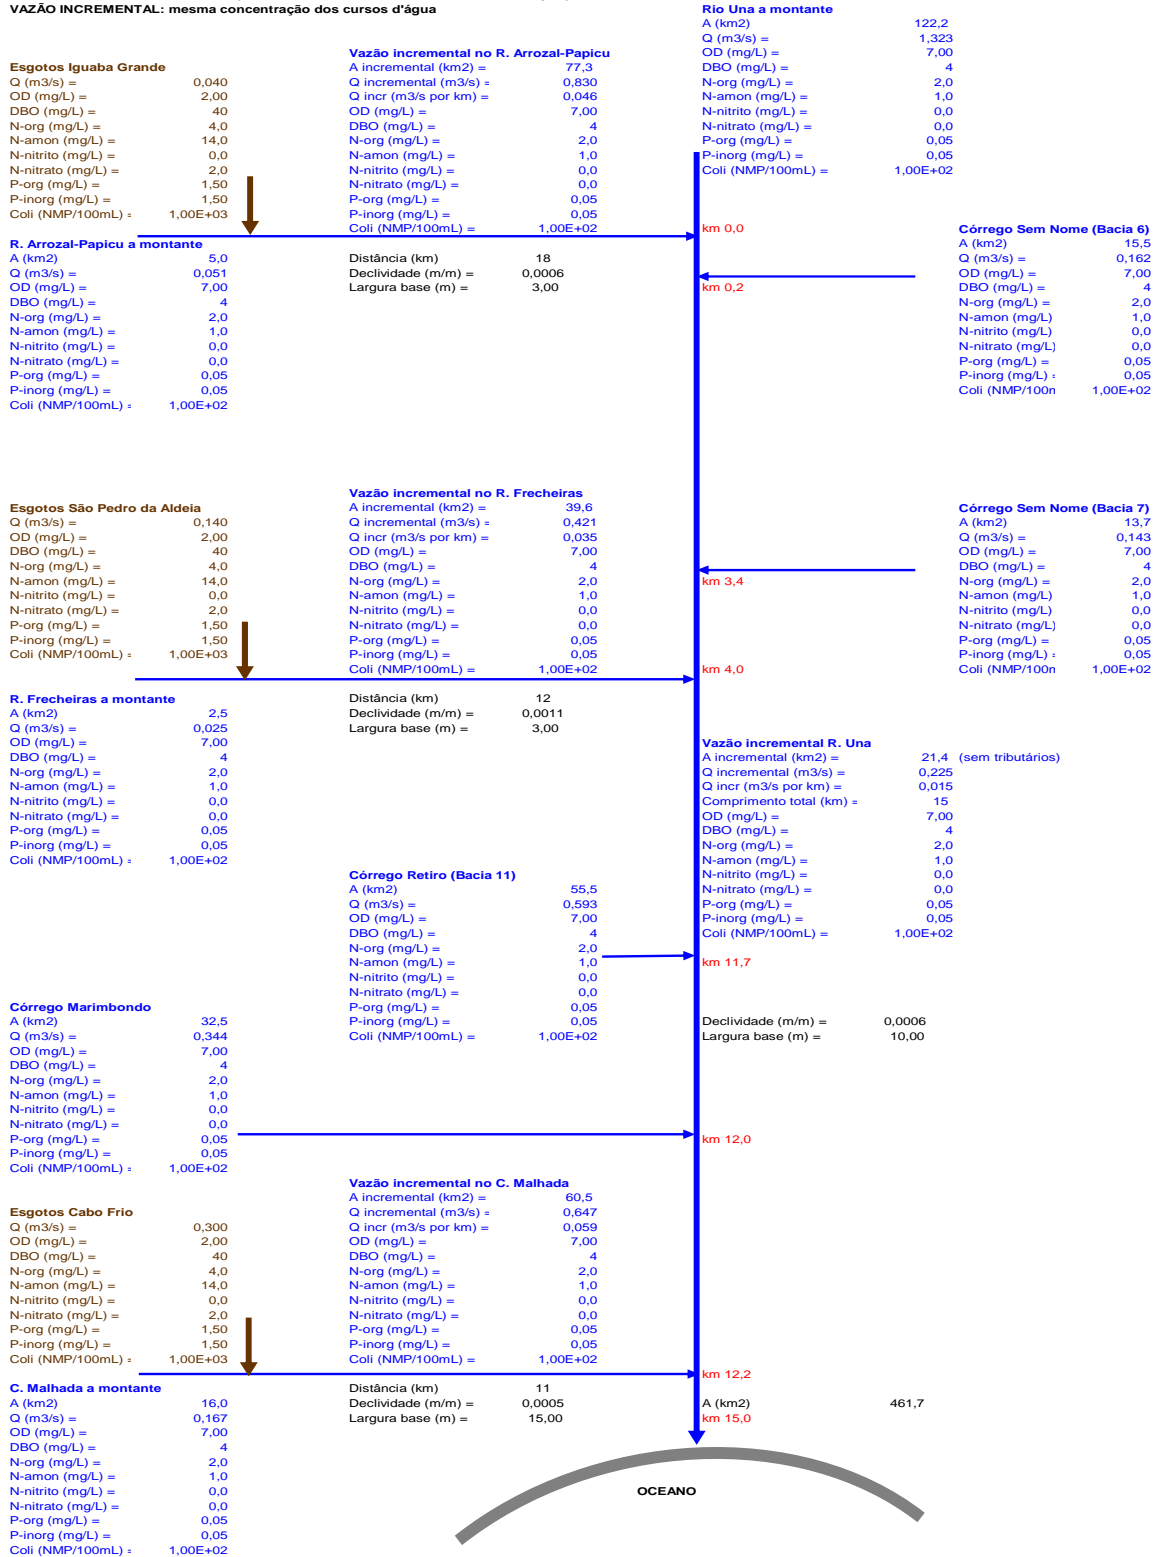 VAZÃO INCREMENTAL: mesma concentração dos cursos d'água
Rio Una a montante
A (km2) 122,2
Q (m3/s) 1,323
OD (mg/L) = 7,00
DBO (mg/L) = 4
N-org (mg/L) = 2,0
N-amon (mg/L) = 1,0
N-nitrito (mg/L) = 0,0
N-nitrato (mg/L) = 0,0
P-org (mg/L) = 0,05
P-inorg (mg/L) = 0,05
Coli (NMP/100mL) = 1,00E+02
Vazão incremental no R. Arrozal-Papicu
A incremental (km2) = 77,3
Q incremental (m3/s) = 0,830
Q incr (m3/s por km) = 0,046
OD (mg/L) = 7,00
DBO (mg/L) = 4
N-org (mg/L) = 2,0
N-amon (mg/L) = 1,0
N-nitrito (mg/L) = 0,0
N-nitrato (mg/L) = 0,0
P-org (mg/L) = 0,05
P-inorg (mg/L) = 0,05
Coli (NMP/100mL) = 1,00E+02
Esgotos Iguaba Grande
Q (m3/s) = 0,040
OD (mg/L) = 2,00
DBO (mg/L) = 40
N-org (mg/L) = 4,0
N-amon (mg/L) = 14,0
N-nitrito (mg/L) = 0,0
N-nitrato (mg/L) = 2,0
P-org (mg/L) = 1,50
P-inorg (mg/L) = 1,50
Coli (NMP/100mL) = 1,00E+03
km 0,0
R. Arrozal-Papicu a montante
A (km2) 5,0
Q (m3/s) = 0,051
OD (mg/L) = 7,00
DBO (mg/L) = 4
N-org (mg/L) = 2,0
N-amon (mg/L) = 1,0
N-nitrito (mg/L) = 0,0
N-nitrato (mg/L) = 0,0
P-org (mg/L) = 0,05
P-inorg (mg/L) = 0,05
Coli (NMP/100mL) = 1,00E+02
Distância (km) 18
Declividade (m/m) = 0,0006
Largura base (m) = 3,00
km 0,2
Córrego Sem Nome (Bacia 6)
A (km2) 15,5
Q (m3/s) = 0,162
OD (mg/L) = 7,00
DBO (mg/L) = 4
N-org (mg/L) = 2,0
N-amon (mg/L) 1,0
N-nitrito (mg/L) 0,0
N-nitrato (mg/L) 0,0
P-org (mg/L) = 0,05
P-inorg (mg/L) = 0,05
Coli (NMP/100n 1,00E+02
Vazão incremental no R. Frecheiras
A incremental (km2) = 39,6
Q incremental (m3/s) = 0,421
Q incr (m3/s por km) = 0,035
OD (mg/L) = 7,00
DBO (mg/L) = 4
N-org (mg/L) = 2,0
N-amon (mg/L) = 1,0
N-nitrito (mg/L) = 0,0
N-nitrato (mg/L) = 0,0
P-org (mg/L) = 0,05
P-inorg (mg/L) = 0,05
Coli (NMP/100mL) = 1,00E+02
Esgotos São Pedro da Aldeia
Q (m3/s) = 0,140
OD (mg/L) = 2,00
DBO (mg/L) = 40
N-org (mg/L) = 4,0
N-amon (mg/L) = 14,0
N-nitrito (mg/L) = 0,0
N-nitrato (mg/L) = 2,0
P-org (mg/L) = 1,50
P-inorg (mg/L) = 1,50
Coli (NMP/100mL) = 1,00E+03
Córrego Sem Nome (Bacia 7)
A (km2) 13,7
Q (m3/s) = 0,143
OD (mg/L) = 7,00
DBO (mg/L) = 4
N-org (mg/L) = 2,0
N-amon (mg/L) 1,0
N-nitrito (mg/L) 0,0
N-nitrato (mg/L) 0,0
P-org (mg/L) = 0,05
P-inorg (mg/L) = 0,05
Coli (NMP/100n 1,00E+02
km 3,4
km 4,0
R. Frecheiras a montante
A (km2) 2,5
Q (m3/s) = 0,025
OD (mg/L) = 7,00
DBO (mg/L) = 4
N-org (mg/L) = 2,0
N-amon (mg/L) = 1,0
N-nitrito (mg/L) = 0,0
N-nitrato (mg/L) = 0,0
P-org (mg/L) = 0,05
P-inorg (mg/L) = 0,05
Coli (NMP/100mL) = 1,00E+02
Distância (km) 12
Declividade (m/m) = 0,0011
Largura base (m) = 3,00
Vazão incremental R. Una
A incremental (km2) = 21,4 (sem tributários)
Q incremental (m3/s) = 0,225
Q incr (m3/s por km) = 0,015
Comprimento total (km) = 15
OD (mg/L) = 7,00
DBO (mg/L) = 4
N-org (mg/L) = 2,0
N-amon (mg/L) = 1,0
N-nitrito (mg/L) = 0,0
N-nitrato (mg/L) = 0,0
P-org (mg/L) = 0,05
P-inorg (mg/L) = 0,05
Coli (NMP/100mL) = 1,00E+02
Córrego Retiro (Bacia 11)
A (km2) 55,5
Q (m3/s) = 0,593
OD (mg/L) = 7,00
DBO (mg/L) = 4
N-org (mg/L) = 2,0
N-amon (mg/L) = 1,0
N-nitrito (mg/L) = 0,0
N-nitrato (mg/L) = 0,0
P-org (mg/L) = 0,05
P-inorg (mg/L) = 0,05
Coli (NMP/100mL) = 1,00E+02
km 11,7
Declividade (m/m) = 0,0006
Largura base (m) = 10,00
Córrego Marimbondo
A (km2) 32,5
Q (m3/s) = 0,344
OD (mg/L) = 7,00
DBO (mg/L) = 4
N-org (mg/L) = 2,0
N-amon (mg/L) = 1,0
N-nitrito (mg/L) = 0,0
N-nitrato (mg/L) = 0,0
P-org (mg/L) = 0,05
P-inorg (mg/L) = 0,05
Coli (NMP/100mL) = 1,00E+02
km 12,0
Vazão incremental no C. Malhada
A incremental (km2) = 60,5
Q incremental (m3/s) = 0,647
Q incr (m3/s por km) = 0,059
OD (mg/L) = 7,00
DBO (mg/L) = 4
N-org (mg/L) = 2,0
N-amon (mg/L) = 1,0
N-nitrito (mg/L) = 0,0
N-nitrato (mg/L) = 0,0
P-org (mg/L) = 0,05
P-inorg (mg/L) = 0,05
Coli (NMP/100mL) = 1,00E+02
Esgotos Cabo Frio
Q (m3/s) = 0,300
OD (mg/L) = 2,00
DBO (mg/L) = 40
N-org (mg/L) = 4,0
N-amon (mg/L) = 14,0
N-nitrito (mg/L) = 0,0
N-nitrato (mg/L) = 2,0
P-org (mg/L) = 1,50
P-inorg (mg/L) = 1,50
Coli (NMP/100mL) = 1,00E+03
km 12,2
C. Malhada a montante
A (km2) 16,0
Q (m3/s) = 0,167
OD (mg/L) = 7,00
DBO (mg/L) = 4
N-org (mg/L) = 2,0
N-amon (mg/L) = 1,0
N-nitrito (mg/L) = 0,0
N-nitrato (mg/L) = 0,0
P-org (mg/L) = 0,05
P-inorg (mg/L) = 0,05
Coli (NMP/100mL) = 1,00E+02
Distância (km) 11
Declividade (m/m) = 0,0005
Largura base (m) = 15,00
A (km2) 461,7
km 15,0
OCEANO